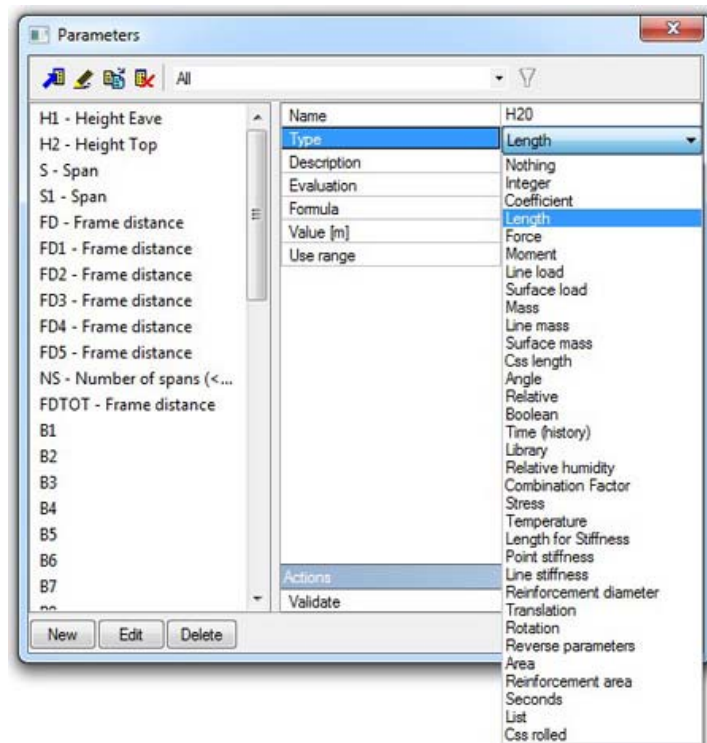 Parameters
All
H1 - Height Eave
H2 - Height Top
S - Span
S1 - Span
FD - Frame distance
FD1 - Frame distance
FD2 - Frame distance
FD3 - Frame distance
FD4 - Frame distance
FD5 - Frame distance
NS - Number of spans (<...
FDTOT - Frame distance
B1
B2
B3
B4
B5
B6
B7
Name H20
Type Length
Description
Evaluation
Formula
Value [m]
Use range
Nothing
Integer
Coefficient
Length
Force
Moment
Line load
Surface load
Mass
Line mass
Surface mass
Css length
Angle
Relative
Boolean
Time (history)
Library
Relative humidity
Combination Factor
Stress
Temperature
Length for Stiffness
Point stiffness
Line stiffness
Reinforcement diameter
Translation
Rotation
Reverse parameters
Area
Reinforcement area
Seconds
List
Css rolled
Actions
Validate
New Edit Delete